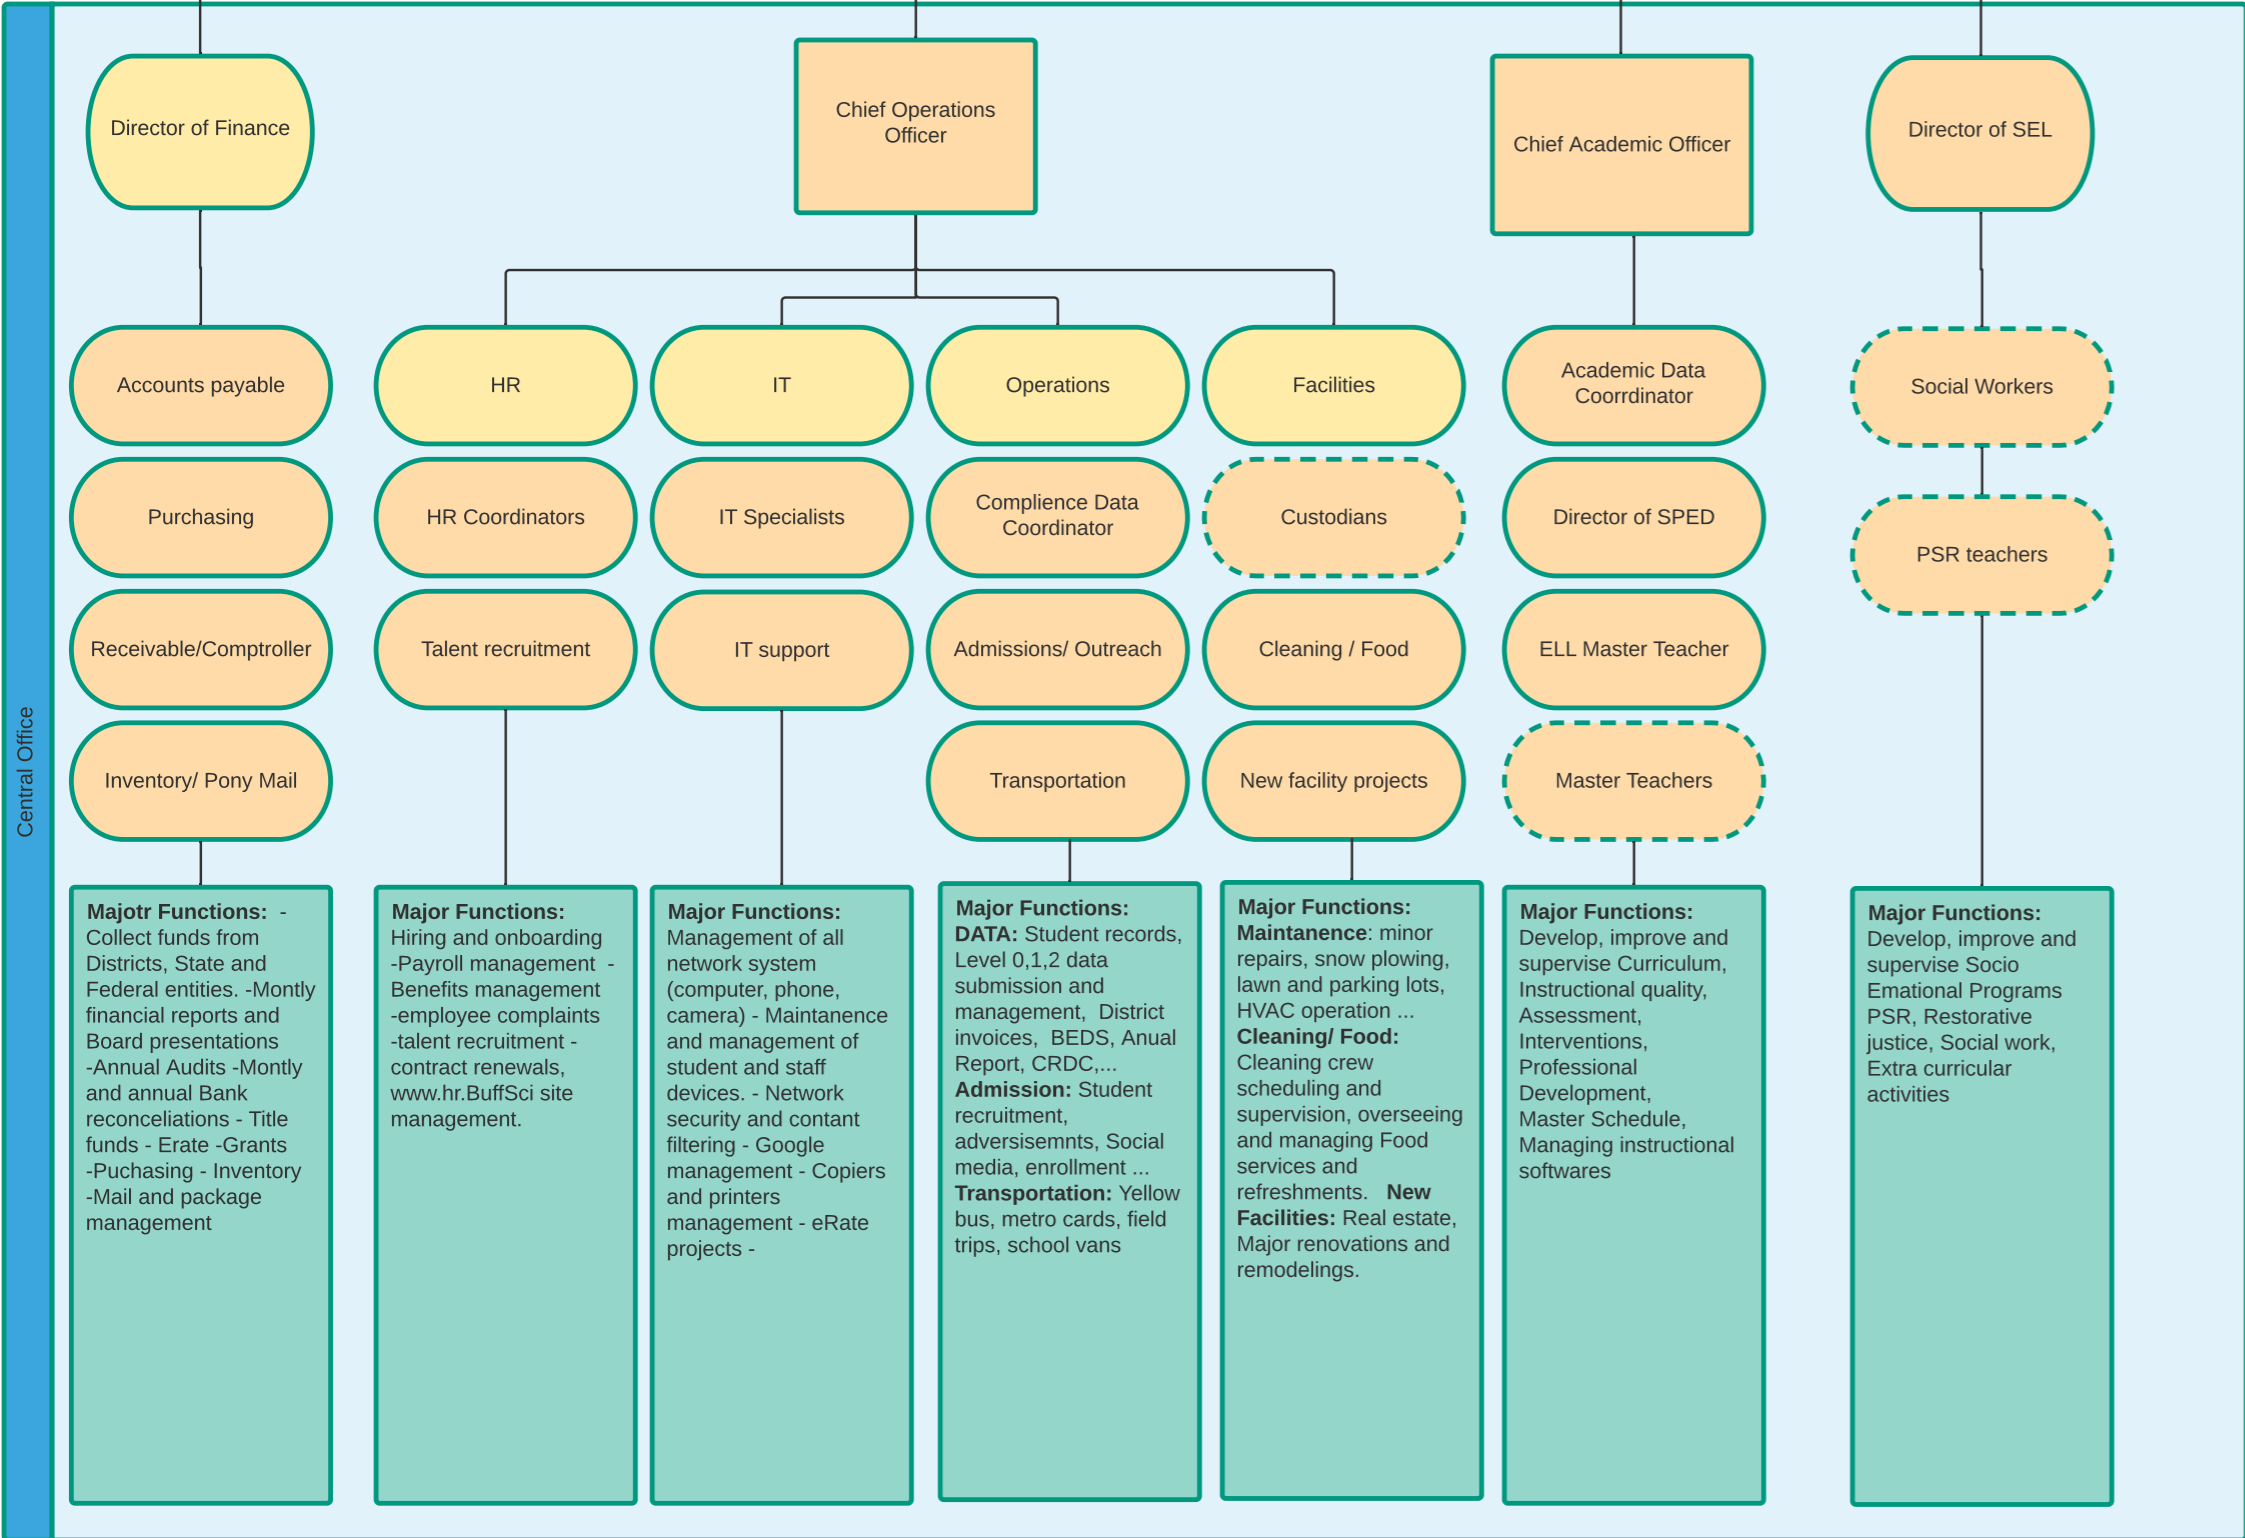 Central Office
Director of Finance
Chief Operations
Officer
Chief Academic Officer
Director of SEL
Accounts payable
Purchasing
Receivable/Comptroller
Inventory/ Pony Mail
HR
HR Coordinators
Talent recruitment
IT
IT Specialists
IT support
Operations
Complience Data
Coordinator
Admissions/ Outreach
Transportation
Facilities
Custodians
Cleaning / Food
New facility projects
Academic Data
Coorrdinator
Director of SPED
ELL Master Teacher
Master Teachers
Social Workers
PSR teachers
Majotr Functions:  -
Collect funds from
Districts, State and
Federal entities. -Montly
financial reports and
Board presentations
-Annual Audits -Montly
and annual Bank
reconceliations - Title
funds - Erate -Grants
-Puchasing - Inventory
-Mail and package
management
Major Functions:
Hiring and onboarding
-Payroll management  -
Benefits management
-employee complaints
-talent recruitment -
contract renewals,
www.hr.BuffSci site
management.
Major Functions:
Management of all
network system
(computer, phone,
camera) - Maintanence
and management of
student and staff
devices. - Network
security and contant
filtering - Google
management - Copiers
and printers
management - eRate
projects -
Major Functions:
DATA: Student records,
Level 0,1,2 data
submission and
management,  District
invoices,  BEDS, Anual
Report, CRDC,...
Admission: Student
recruitment,
adversisemnts, Social
media, enrollment ...
Transportation: Yellow
bus, metro cards, field
trips, school vans
Major Functions:
Maintanence: minor
repairs, snow plowing,
lawn and parking lots,
HVAC operation ...
Cleaning/ Food:
Cleaning crew
scheduling and
supervision, overseeing
and managing Food
services and
refreshments.   New
Facilities: Real estate,
Major renovations and
remodelings.
Major Functions:
Develop, improve and
supervise Curriculum,
Instructional quality,
Assessment,
Interventions,
Professional
Development,
Master Schedule,
Managing instructional
softwares
Major Functions:
Develop, improve and
supervise Socio
Emational Programs
PSR, Restorative
justice, Social work,
Extra curricular
activities